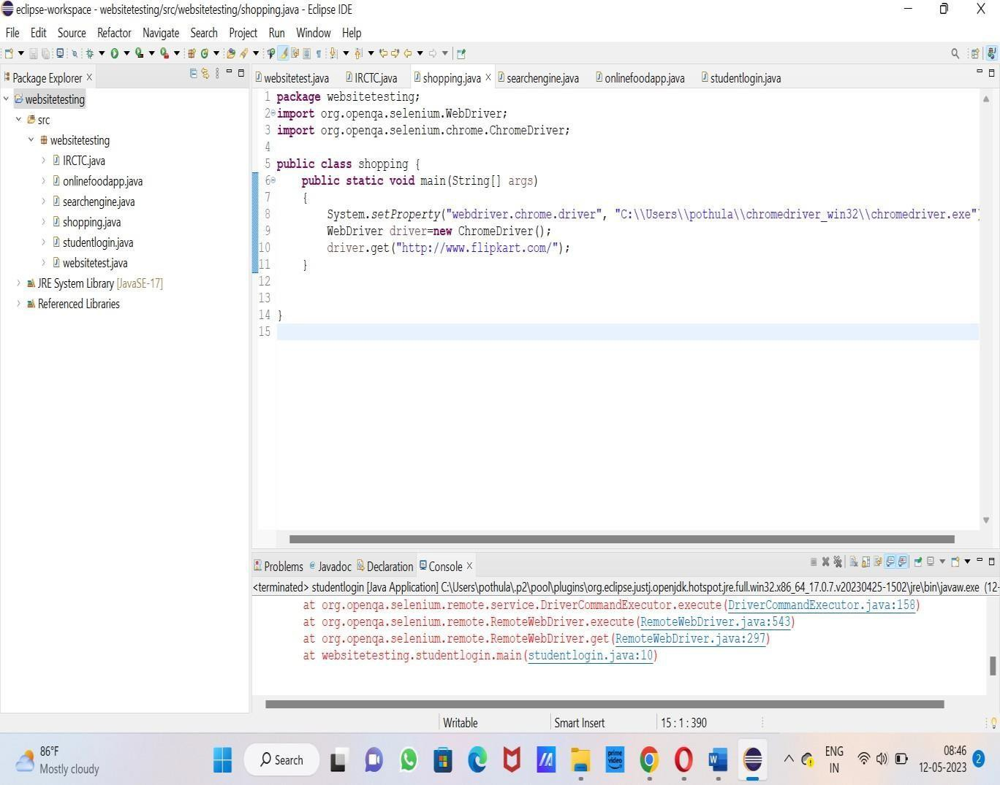 eclipse-workspace - websitetesting/src/websitetesting/shopping.java - Eclipse IDE
File Edit Source Refactor Navigate Search Project Run Window Help
Package Explorer
websitetest.java IRCTC.java shopping.java searchengine.java onlinefoodapp.java studentlogin.java
websitetesting
src
websitetesting
IRCTC.java
onlinefoodapp.java
searchengine.java
shopping.java
studentlogin.java
websitetest.java
JRE System Library [JavaSE-17]
Referenced Libraries
1 package websitetesting;
2 import org.openqa.selenium.WebDriver;
3 import org.openqa.selenium.chrome.ChromeDriver;
4
5 public class shopping {
6 public static void main(String[] args)
7 {
8 System.setProperty("webdriver.chrome.driver", "C:\\Users\\pothula\\chromedriver_win32\\chromedriver.exe")
9 WebDriver driver=new ChromeDriver();
10 driver.get("http://www.flipkart.com/");
11 }
12
13
14 }
15
Problems @ Javadoc Declaration Console
<terminated> studentlogin [Java Application] C:\Users\pothula\.p2\pool\plugins\org.eclipse.justj.openjdk.hotspot.jre.full.win32.x86_64_17.0.7.v20230425-1502\jre\bin\javaw.exe (12-
at org.openqa.selenium.remote.service.DriverCommandExecutor.execute(DriverCommandExecutor.java:158)
at org.openqa.selenium.remote.RemoteWebDriver.execute(RemoteWebDriver.java:543)
at org.openqa.selenium.remote.RemoteWebDriver.get(RemoteWebDriver.java:297)
at websitetesting.studentlogin.main(studentlogin.java:10)
Writable Smart Insert 15 : 1 : 390
86°F
Mostly cloudy
Search
prime video
W
ENG
IN
08:46
12-05-2023
2